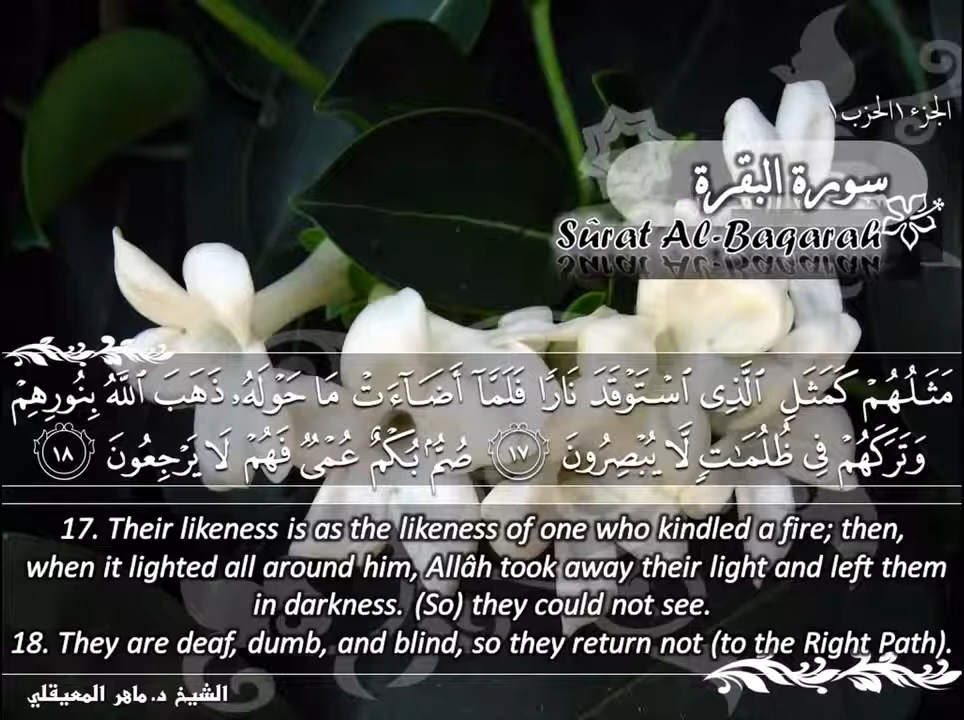 الجزء ١ الحزب ١
سورة البقرة
Sûrat Al-Baqarah
مَثَلُهُمْ كَمَثَلِ ٱلَّذِى ٱسْتَوْقَدَ نَارًا فَلَمَّآ أَضَآءَتْ مَا حَوْلَهُۥ ذَهَبَ ٱللَّهُ بِنُورِهِمْ
وَتَرَكَهُمْ فِى ظُلُمَـٰتٍ لَّا يُبْصِرُونَ ١٧ صُمٌّۢ بُكْمٌ عُمْىٌ فَهُمْ لَا يَرْجِعُونَ ١٨
17. Their likeness is as the likeness of one who kindled a fire; then,
when it lighted all around him, Allâh took away their light and left them
in darkness. (So) they could not see.
18. They are deaf, dumb, and blind, so they return not (to the Right Path).
الشيخ د. ماهر المعيقلي